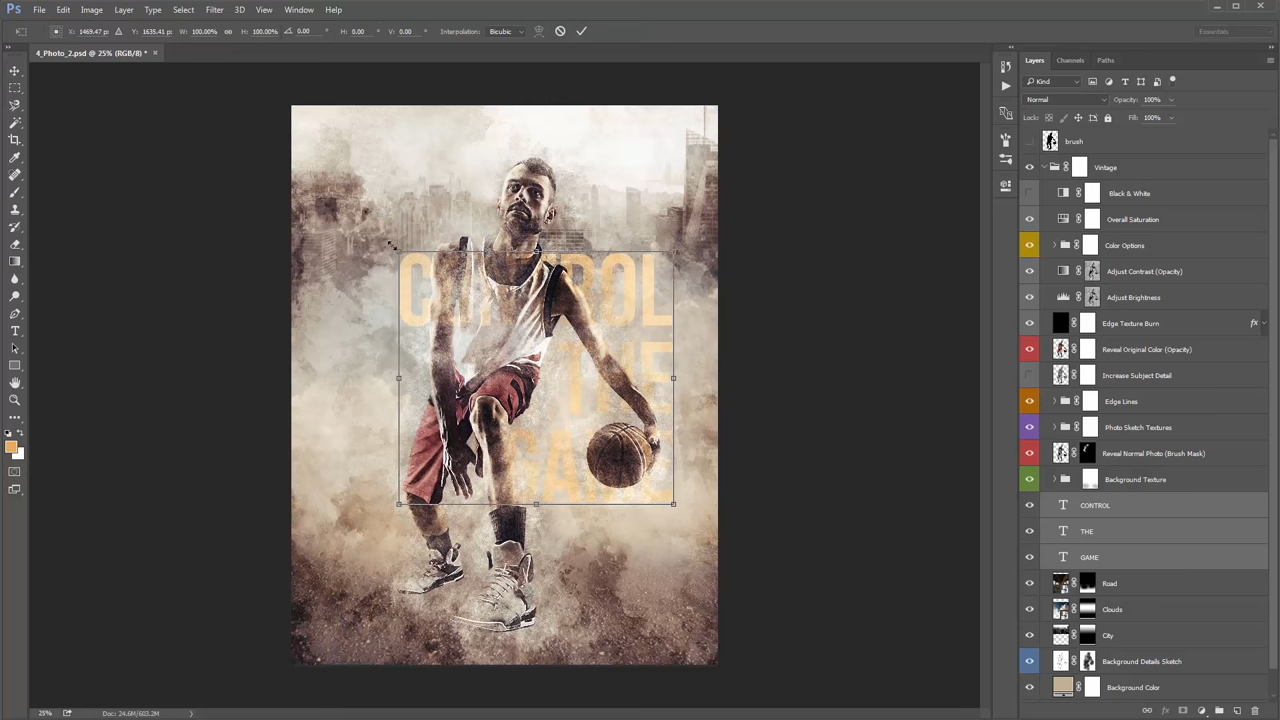 Ps File Edit Image Layer Type Select Filter 3D View Window Help
X: 1469.47 px Y: 1635.41 px W: 100.00% H: 100.00% 0.00 ° H: 0.00 ° V: 0.00 ° Interpolation: Bicubic Essentials
4_Photo_2.psd @ 25% (RGB/8) * ×
Layers Channels Paths
Kind
Normal Opacity: 100%
Lock: Fill: 100%
brush
Vintage
Black & White
Overall Saturation
Color Options
Adjust Contrast (Opacity)
Adjust Brightness
Edge Texture Burn fx
Reveal Original Color (Opacity)
Increase Subject Detail
Edge Lines
Photo Sketch Textures
Reveal Normal Photo (Brush Mask)
Background Texture
T CONTROL
T THE
T GAME
Road
Clouds
City
Background Details Sketch
Background Color
CONTROL
THE
GAME
25% Doc: 24.6M/603.2M
fx